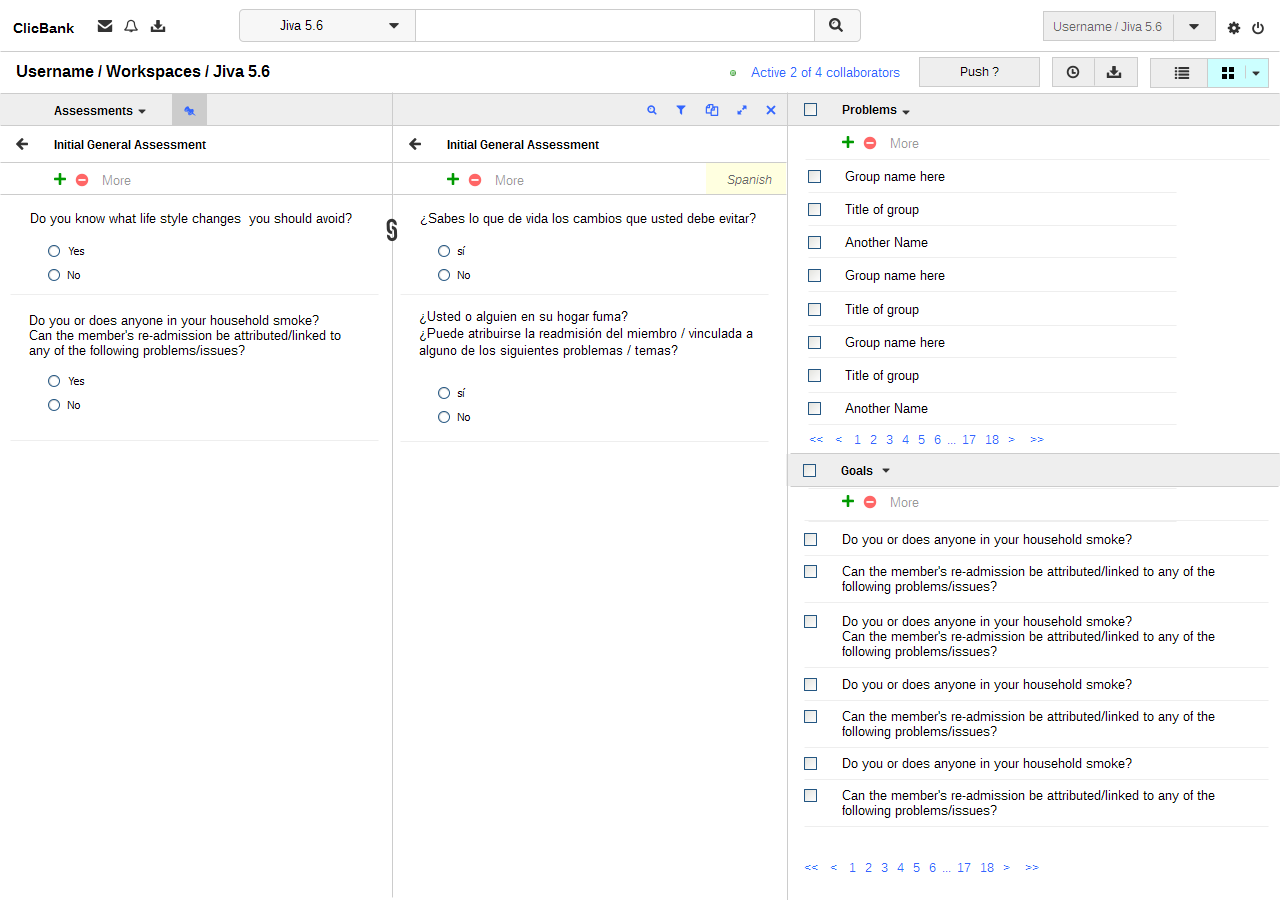 ClicBank
Jiva 5.6
Username / Jiva 5.6
Username / Workspaces / Jiva 5.6
Active 2 of 4 collaborators
Push ?
Assessments
Initial General Assessment
More
Do you know what life style changes  you should avoid?
Yes
No
Do you or does anyone in your household smoke?
Can the member's re-admission be attributed/linked to
any of the following problems/issues?
Yes
No
Initial General Assessment
More
Spanish
¿Sabes lo que de vida los cambios que usted debe evitar?
sí
No
¿Usted o alguien en su hogar fuma?
¿Puede atribuirse la readmisión del miembro / vinculada a
alguno de los siguientes problemas / temas?
sí
No
Problems
More
Group name here
Title of group
Another Name
Group name here
Title of group
Group name here
Title of group
Another Name
<< < 1 2 3 4 5 6 ... 17 18 > >>
Goals
More
Do you or does anyone in your household smoke?
Can the member's re-admission be attributed/linked to any of the
following problems/issues?
Do you or does anyone in your household smoke?
Can the member's re-admission be attributed/linked to any of the
following problems/issues?
Do you or does anyone in your household smoke?
Can the member's re-admission be attributed/linked to any of the
following problems/issues?
Do you or does anyone in your household smoke?
Can the member's re-admission be attributed/linked to any of the
following problems/issues?
<< < 1 2 3 4 5 6 ... 17 18 > >>